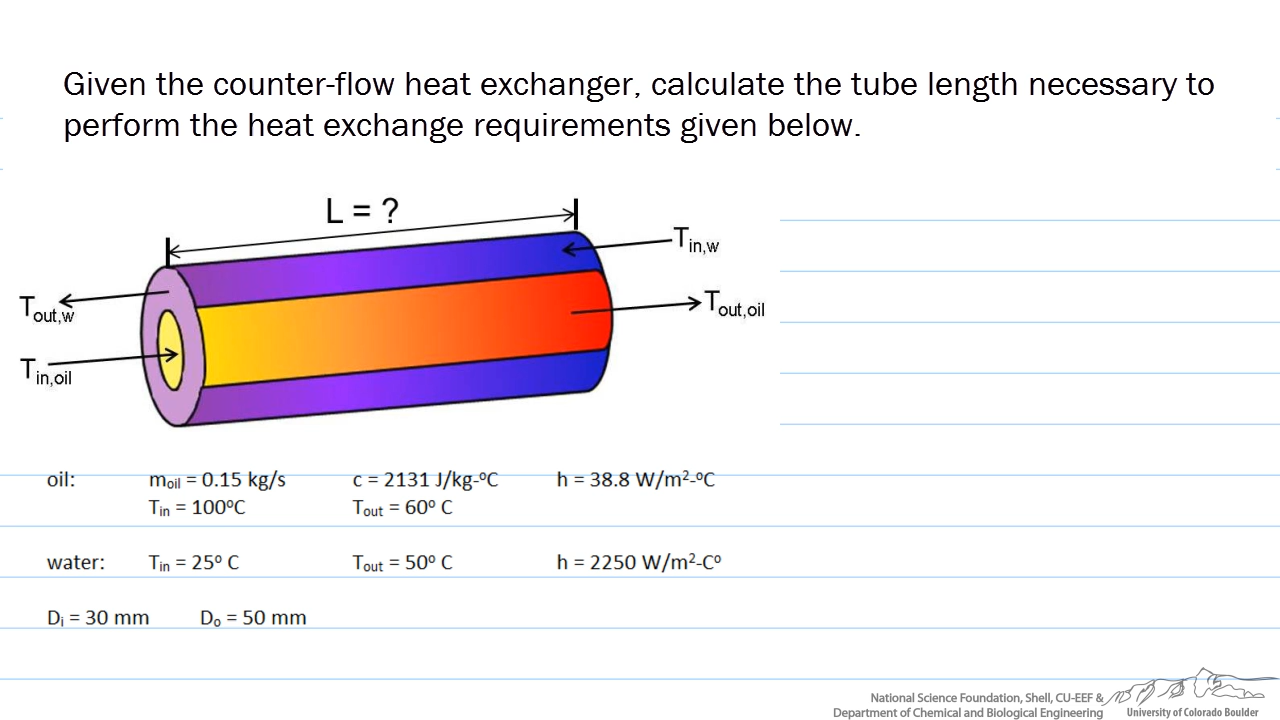 Given the counter-flow heat exchanger, calculate the tube length necessary to
perform the heat exchange requirements given below.
L = ?
Tin,w
Tout,w
Tout,oil
Tin,oil
oil: moil = 0.15 kg/s c = 2131 J/kg-ºC h = 38.8 W/m²-ºC
Tin = 100ºC Tout = 60º C
water: Tin = 25º C Tout = 50º C h = 2250 W/m²-Cº
Di = 30 mm Do = 50 mm
National Science Foundation, Shell, CU-EEF &
Department of Chemical and Biological Engineering
University of Colorado Boulder